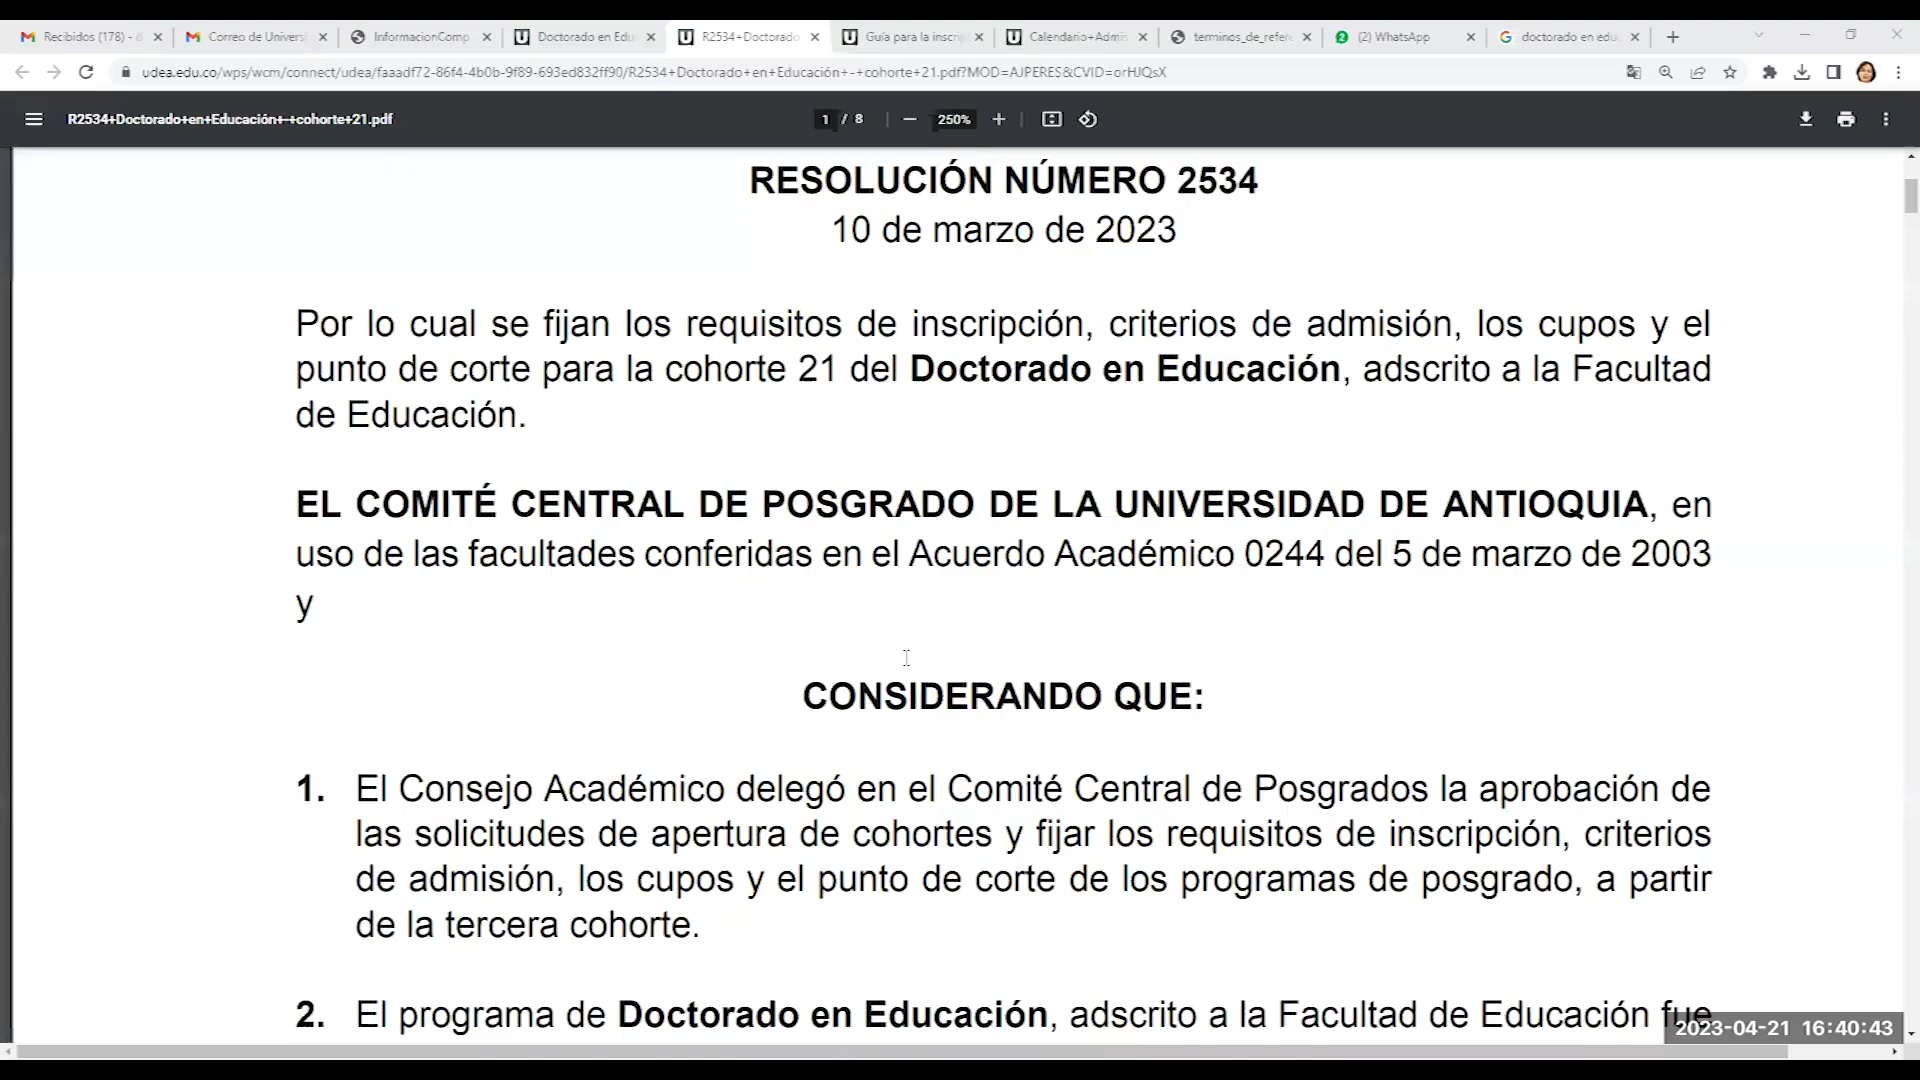 Recibidos (178) - d
Correo de Univers
InformacionComp
Doctorado en Edu
R2534+Doctorado
Guía para la inscrip
Calendario+Admis
terminos_de_refere
(2) WhatsApp
doctorado en edu
udea.edu.co/wps/wcm/connect/udea/faaadf72-86f4-4b0b-9f89-693ed832ff90/R2534+Doctorado+en+Educación+-+cohorte+21.pdf?MOD=AJPERES&CVID=orHJQsX
R2534+Doctorado+en+Educación+-+cohorte+21.pdf
1 / 8
250%
RESOLUCIÓN NÚMERO 2534
10 de marzo de 2023
Por lo cual se fijan los requisitos de inscripción, criterios de admisión, los cupos y el
punto de corte para la cohorte 21 del Doctorado en Educación, adscrito a la Facultad
de Educación.
EL COMITÉ CENTRAL DE POSGRADO DE LA UNIVERSIDAD DE ANTIOQUIA, en
uso de las facultades conferidas en el Acuerdo Académico 0244 del 5 de marzo de 2003
y
CONSIDERANDO QUE:
1. El Consejo Académico delegó en el Comité Central de Posgrados la aprobación de
las solicitudes de apertura de cohortes y fijar los requisitos de inscripción, criterios
de admisión, los cupos y el punto de corte de los programas de posgrado, a partir
de la tercera cohorte.
2. El programa de Doctorado en Educación, adscrito a la Facultad de Educación fue
2023-04-21 16:40:43